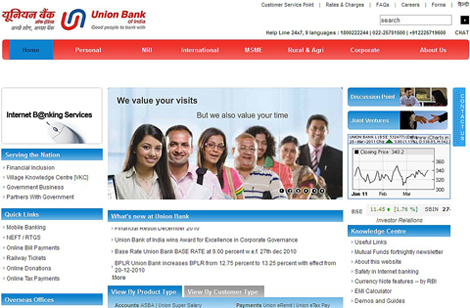 Customer Service Point | Rates & Charges | FAQs | Careers | Forms | हिन्दी
यूनियन बैंक
ऑफ इंडिया
अच्छे लोग, अच्छा बैंक
Union Bank
of India
Good people to bank with
search
Help Line 24x7, 9 languages : 1800222244 | 022-25751500 | +912225719500 CHAT
Home Personal NRI International MSME Rural & Agri Corporate About Us
Internet B@nking Services
We value your visits
But we also value your time
Discussion Point
Joint Ventures
CONTACT US
Closing Price 340.2
400
350
300
Jan 11 Feb Mar
BSE 11.45 [1.76 %] SBIN 27-
Investor Relations
Serving the Nation
Financial Inclusion
Village Knowledge Centre [VKC]
Government Business
Partners With Government
Quick Links
Mobile Banking
NEFT / RTGS
Online Bill Payments
Railway Tickets
Online Donations
Online Tax Payments
Overseas Offices
What's new at Union Bank
Financial Result December 2010
Union Bank of India wins Award for Excellence in Corporate Governance
Base Rate Union Bank BASE RATE at 9.00 percent w.e.f. 27th dec 2010
BPLR Union Bank increases BPLR from 12.75 percent to 13.25 percent with effect from 20-12-2010
More
View By Product Type View By Customer Type
Accounts ASBA | Union Super Salary
Payments Union eRent | Union eTax Pay
Knowledge Centre
Useful Links
Mutual Funds fortnightly newsletter
About this website
Safety in Internet banking
Currency Note features -- by RBI
EMI Calculator
Demos and Guides